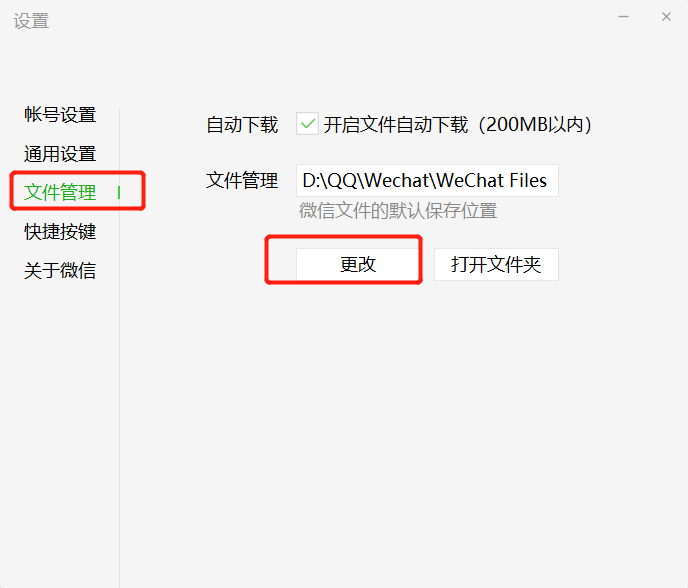 设置
帐号设置
通用设置
文件管理
快捷按键
关于微信
自动下载 开启文件自动下载（200MB以内）
文件管理 D:\QQ\Wechat\WeChat Files
微信文件的默认保存位置
更改 打开文件夹